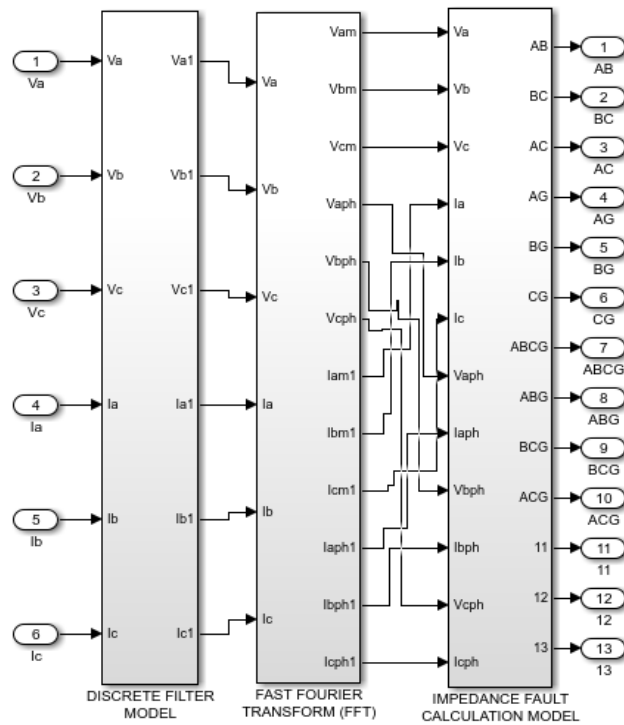 1
Va
2
Vb
3
Vc
4
Ia
5
Ib
6
Ic
Va
Vb
Vc
Ia
Ib
Ic
Va1
Vb1
Vc1
Ia1
Ib1
Ic1
DISCRETE FILTER
MODEL
Va
Vb
Vc
Ia
Ib
Ic
Vam
Vbm
Vcm
Vaph
Vbph
Vcph
Iam1
Ibm1
Icm1
Iaph1
Ibph1
Icph1
FAST FOURIER
TRANSFORM (FFT)
Va
Vb
Vc
Ia
Ib
Ic
Vaph
Iaph
Vbph
Ibph
Vcph
Icph
AB
BC
AC
AG
BG
CG
ABCG
ABG
BCG
ACG
11
12
13
IMPEDANCE FAULT
CALCULATION MODEL
1
AB
2
BC
3
AC
4
AG
5
BG
6
CG
7
ABCG
8
ABG
9
BCG
10
ACG
11
11
12
12
13
13